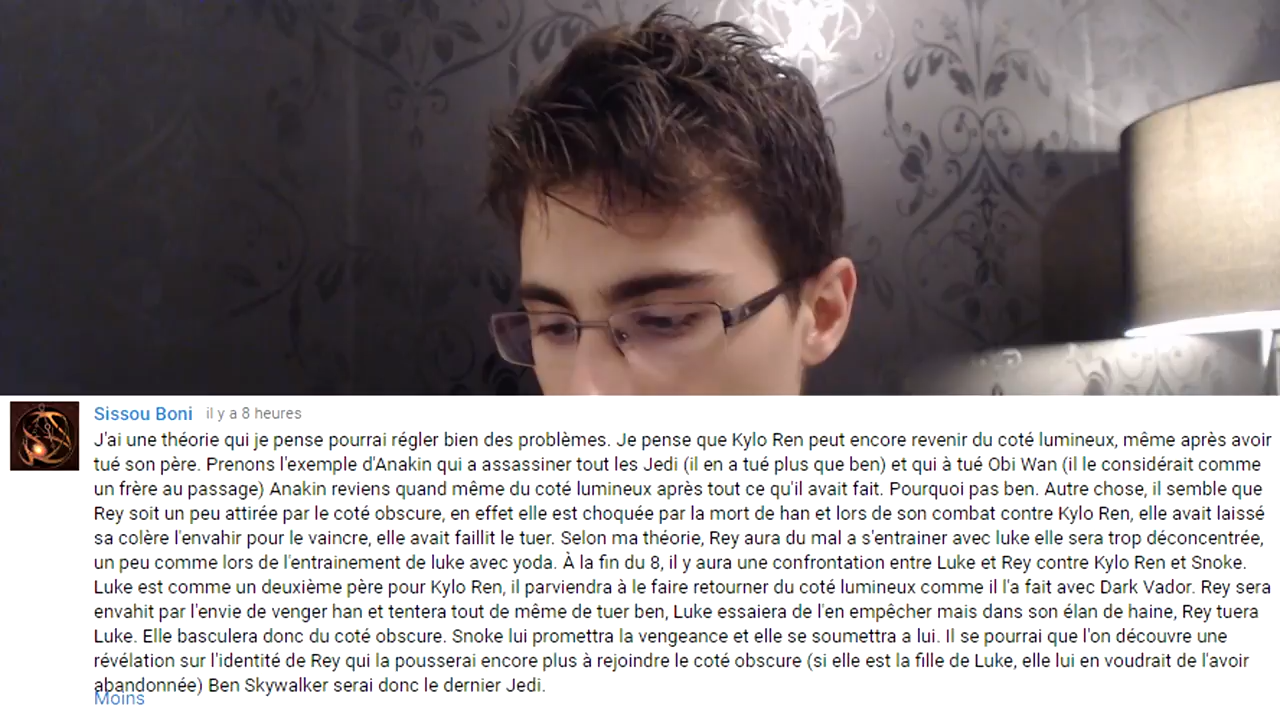 Sissou Boni il y a 8 heures
J'ai une théorie qui je pense pourrai régler bien des problèmes. Je pense que Kylo Ren peut encore revenir du coté lumineux, même après avoir
tué son père. Prenons l'exemple d'Anakin qui a assassiner tout les Jedi (il en a tué plus que ben) et qui à tué Obi Wan (il le considérait comme
un frère au passage) Anakin reviens quand même du coté lumineux après tout ce qu'il avait fait. Pourquoi pas ben. Autre chose, il semble que
Rey soit un peu attirée par le coté obscure, en effet elle est choquée par la mort de han et lors de son combat contre Kylo Ren, elle avait laissé
sa colère l'envahir pour le vaincre, elle avait faillit le tuer. Selon ma théorie, Rey aura du mal a s'entrainer avec luke elle sera trop déconcentrée,
un peu comme lors de l'entrainement de luke avec yoda. À la fin du 8, il y aura une confrontation entre Luke et Rey contre Kylo Ren et Snoke.
Luke est comme un deuxième père pour Kylo Ren, il parviendra à le faire retourner du coté lumineux comme il l'a fait avec Dark Vador. Rey sera
envahit par l'envie de venger han et tentera tout de même de tuer ben, Luke essaiera de l'en empêcher mais dans son élan de haine, Rey tuera
Luke. Elle basculera donc du coté obscure. Snoke lui promettra la vengeance et elle se soumettra a lui. Il se pourrai que l'on découvre une
révélation sur l'identité de Rey qui la pousserai encore plus à rejoindre le coté obscure (si elle est la fille de Luke, elle lui en voudrait de l'avoir
abandonnée) Ben Skywalker serai donc le dernier Jedi.
Moins